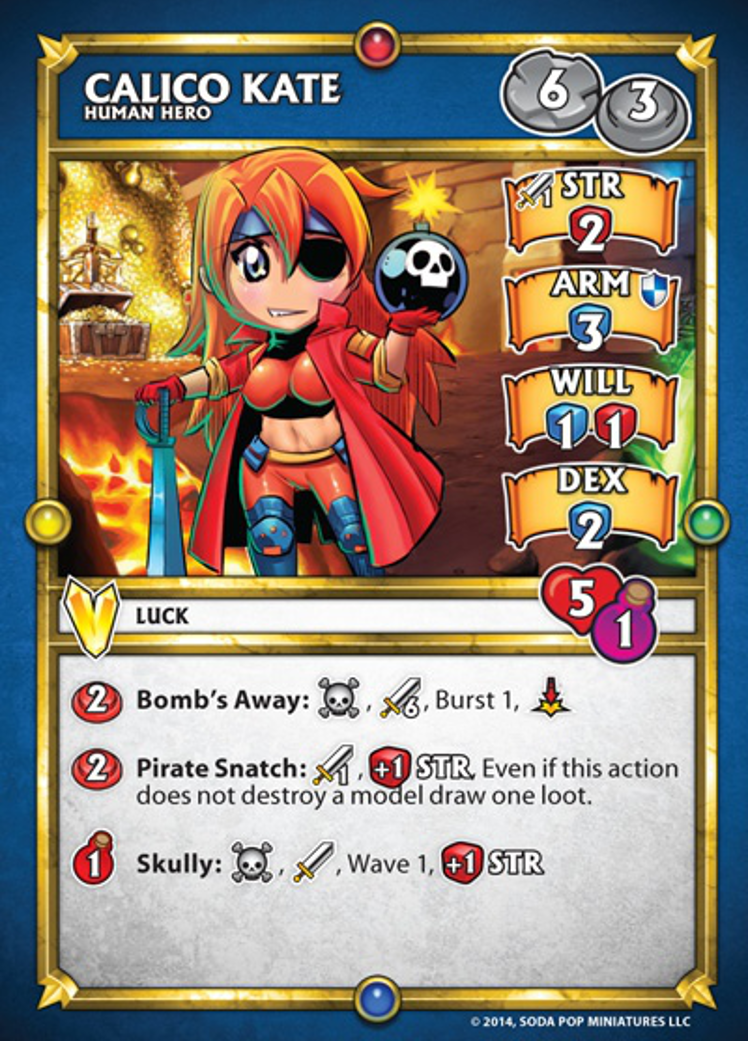 CALICO KATE
HUMAN HERO
6
3
1 STR
2
ARM
3
WILL
1 1
DEX
2
LUCK
5
1
2 Bomb's Away: , 6, Burst 1,
2 Pirate Snatch: 1, +1 STR, Even if this action
does not destroy a model draw one loot.
1 Skully: , , Wave 1, +1 STR
© 2014, SODA POP MINIATURES LLC